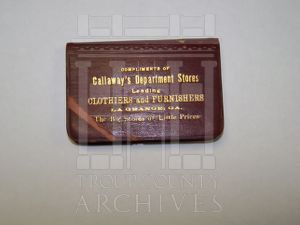 COMPLIMENTS OF
Callaway's Department Stores
Leading
CLOTHIERS and FURNISHERS
LA GRANGE, GA.
The Big Stores of Little Prices
TROUP COUNTY
ARCHIVES